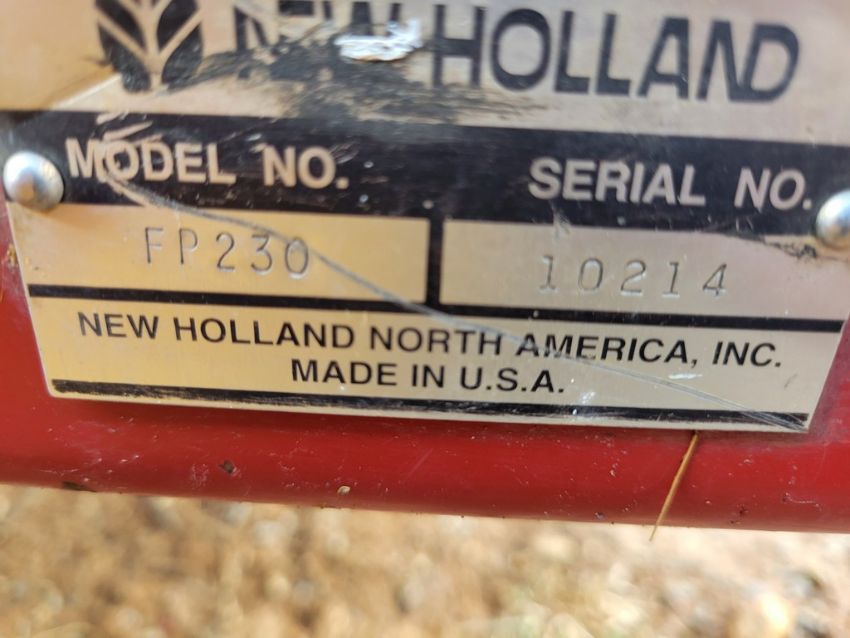 NEW HOLLAND
MODEL NO. SERIAL NO.
FP230 10214
NEW HOLLAND NORTH AMERICA, INC.
MADE IN U.S.A.